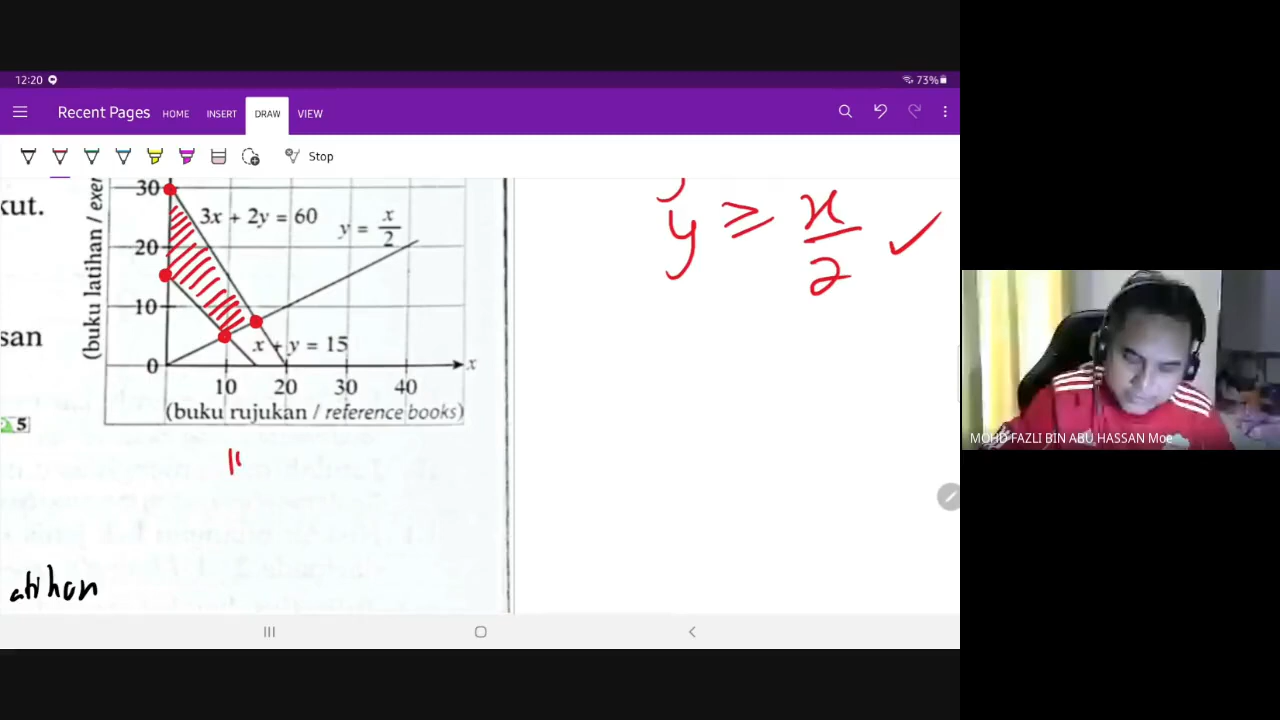 12:20 73%
Recent Pages HOME INSERT DRAW VIEW
Stop
kut.
san
5
(buku latihan / exer
30
20
10
0
3x + 2y = 60
y = x/2
x + y = 15
x
10 20 30 40
(buku rujukan / reference books)
atihan
y ≥ x/2 ✓
MOHD FAZLI BIN ABU HASSAN Moe